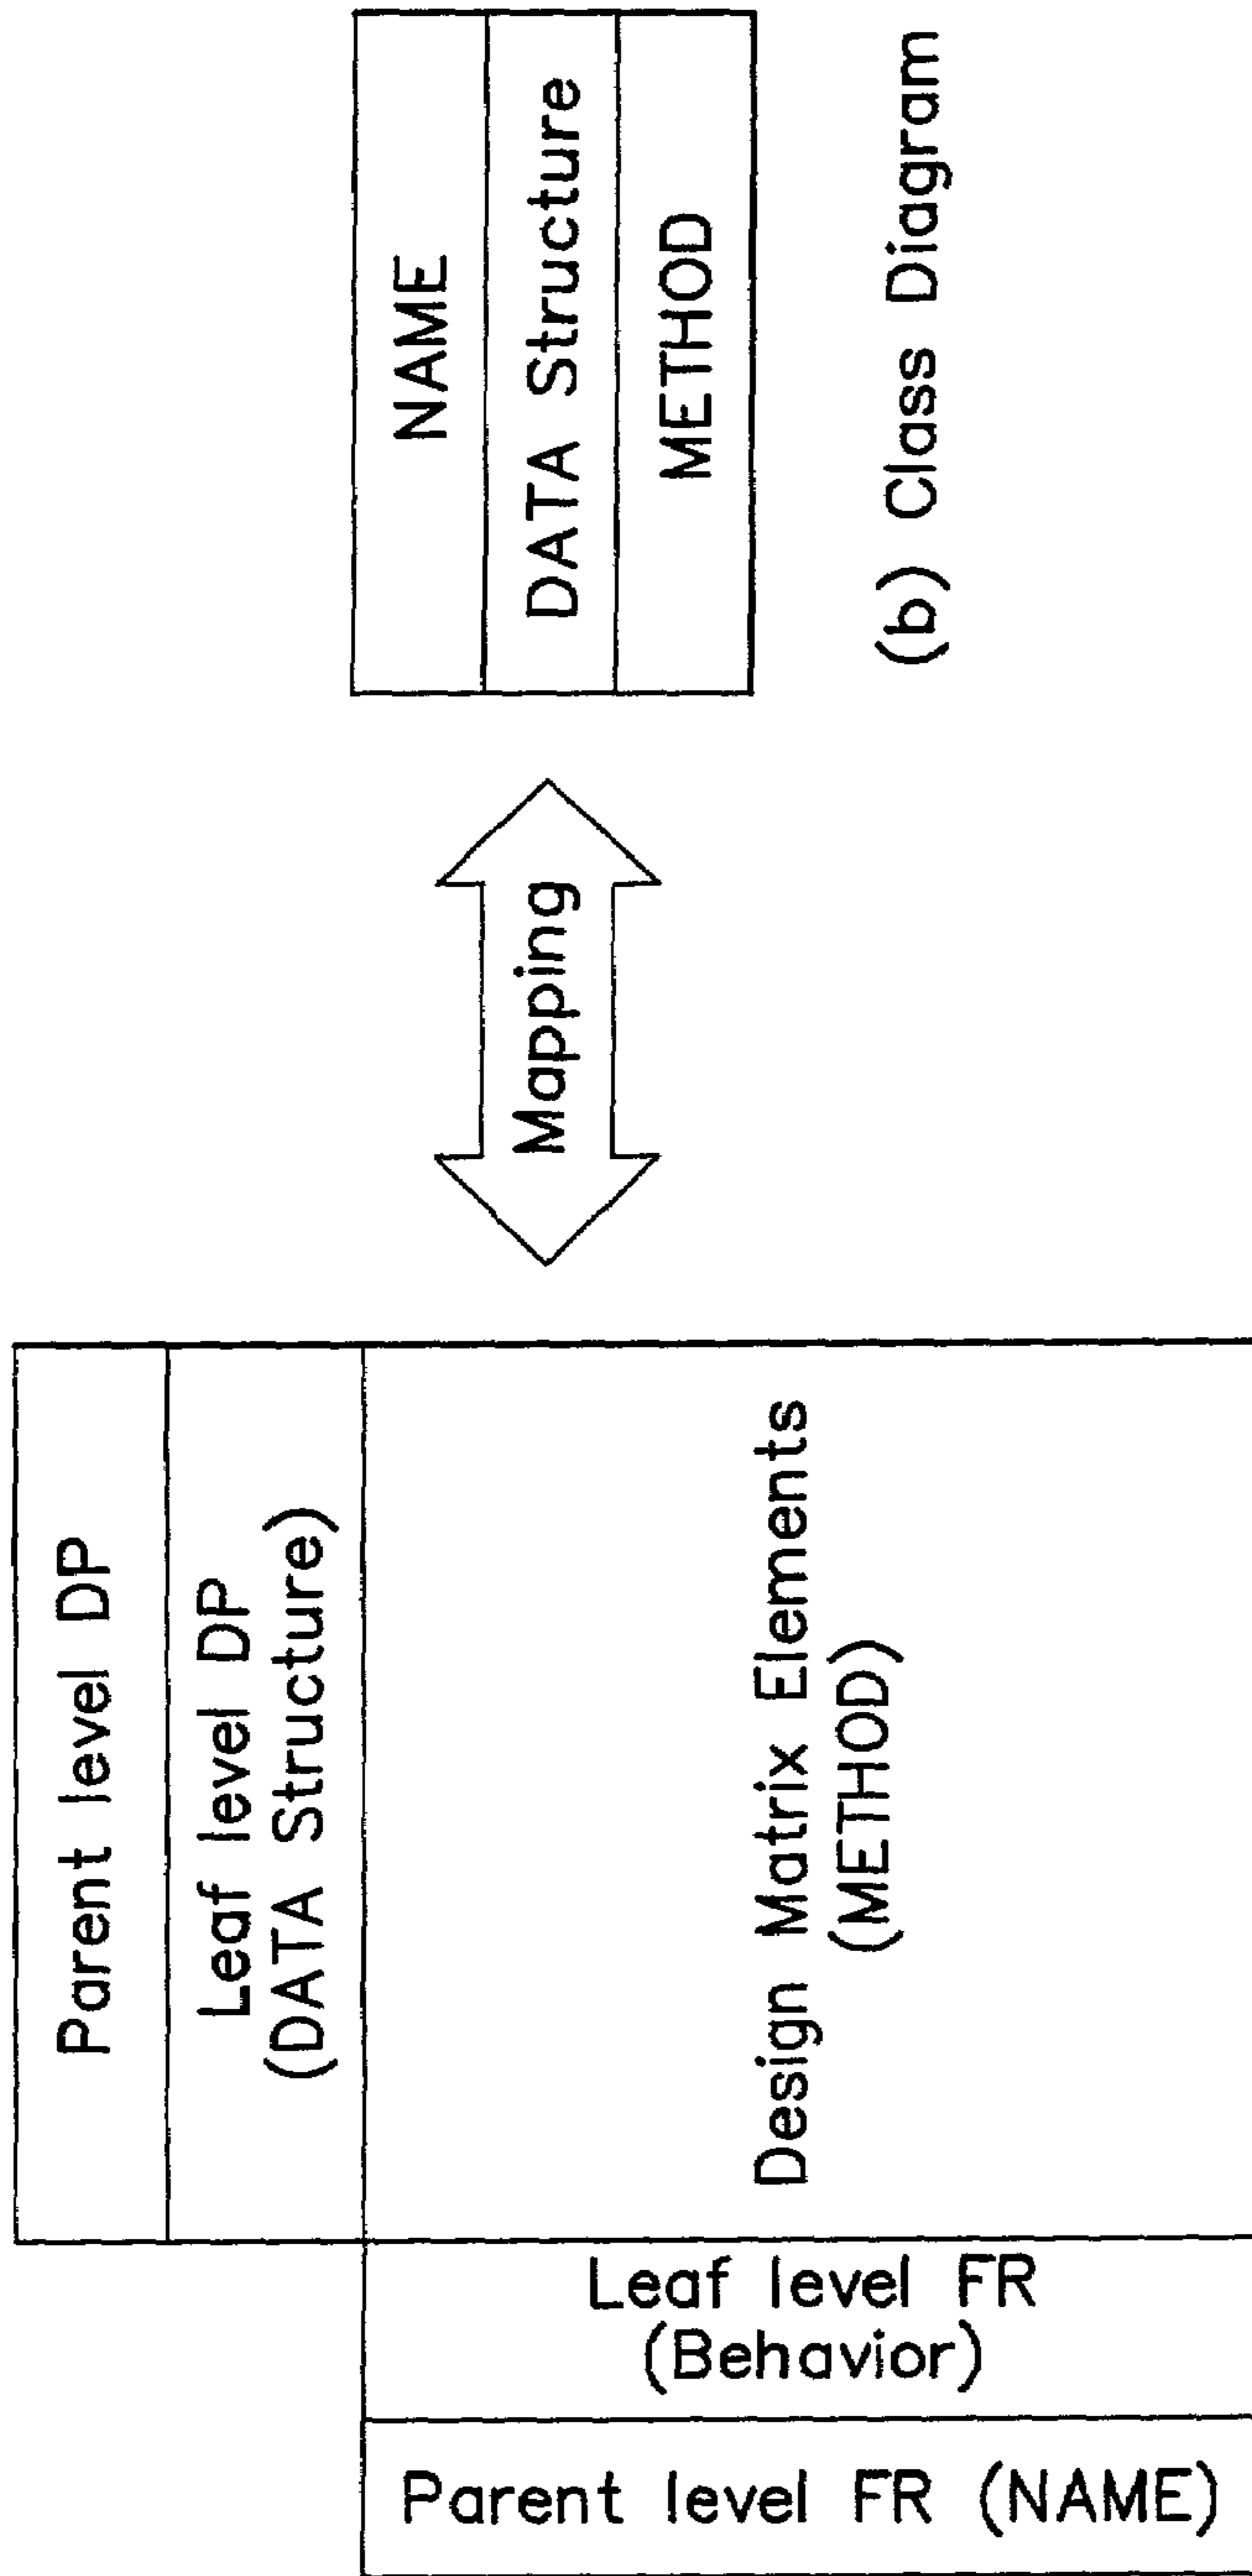 Parent level DP
Leaf level DP
(DATA Structure)
Design Matrix Elements
(METHOD)
Leaf level FR
(Behavior)
Parent level FR (NAME)
Mapping
NAME
DATA Structure
METHOD
(b) Class Diagram